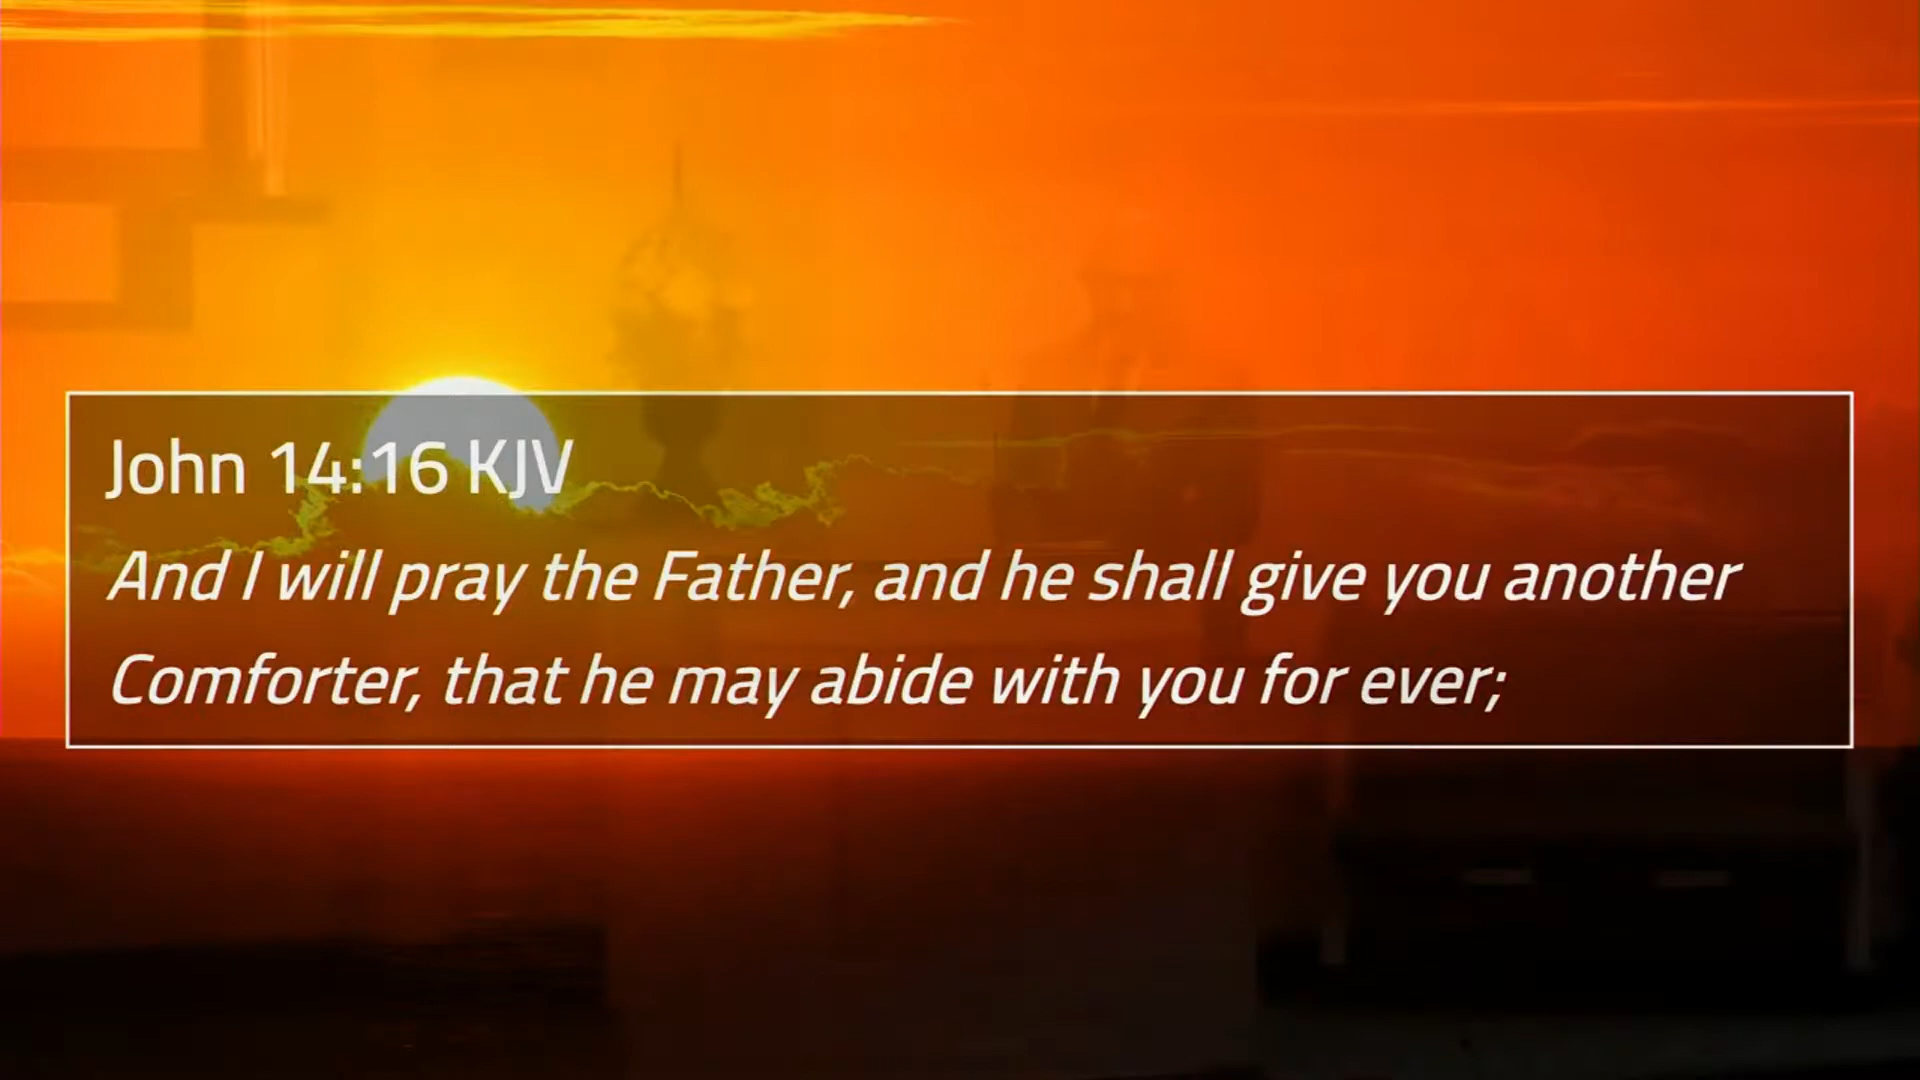 John 14:16 KJV
And I will pray the Father, and he shall give you another
Comforter, that he may abide with you for ever;